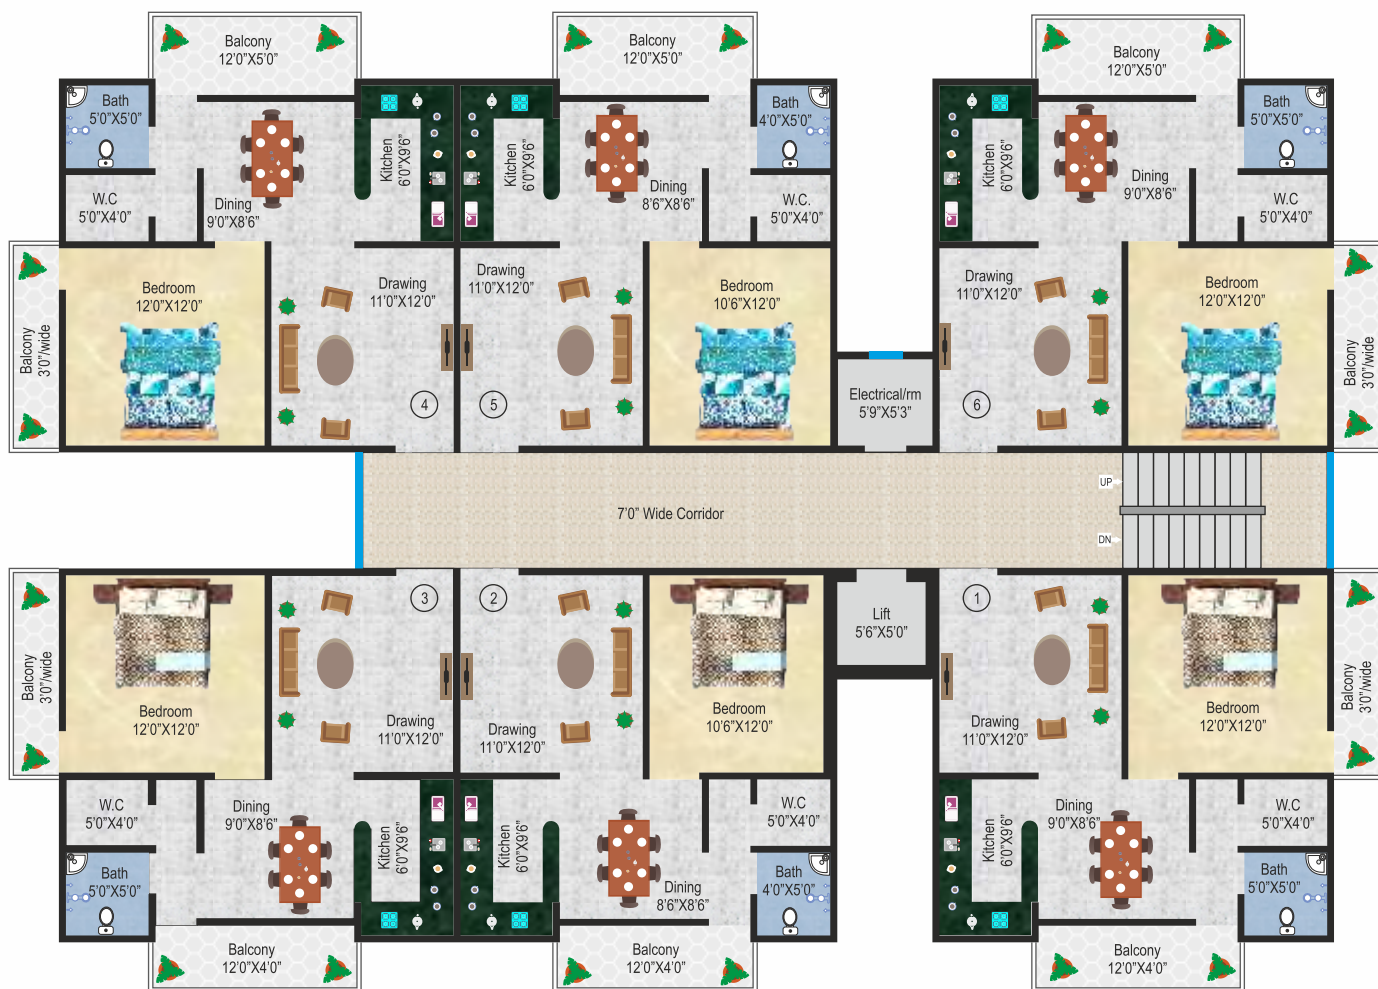 Balcony
12'0"X5'0"
Balcony
12'0"X5'0"
Balcony
12'0"X5'0"
Bath
5'0"X5'0"
Kitchen
6'0"X9'6"
Kitchen
6'0"X9'6"
Bath
4'0"X5'0"
Kitchen
6'0"X9'6"
Bath
5'0"X5'0"
W.C
5'0"X4'0"
Dining
9'0"X8'6"
Dining
8'6"X8'6"
W.C.
5'0"X4'0"
Dining
9'0"X8'6"
W.C
5'0"X4'0"
Balcony
3'0"/wide
Bedroom
12'0"X12'0"
Drawing
11'0"X12'0"
Drawing
11'0"X12'0"
Bedroom
10'6"X12'0"
Drawing
11'0"X12'0"
Bedroom
12'0"X12'0"
Balcony
3'0"/wide
4
5
Electrical/rm
5'9"X5'3"
6
UP
7'0" Wide Corridor
DN
3
2
1
Lift
5'6"X5'0"
Balcony
3'0"/wide
Bedroom
12'0"X12'0"
Drawing
11'0"X12'0"
Drawing
11'0"X12'0"
Bedroom
10'6"X12'0"
Drawing
11'0"X12'0"
Bedroom
12'0"X12'0"
Balcony
3'0"/wide
W.C
5'0"X4'0"
Dining
9'0"X8'6"
Kitchen
6'0"X9'6"
Kitchen
6'0"X9'6"
W.C
5'0"X4'0"
Kitchen
6'0"X9'6"
Dining
9'0"X8'6"
W.C
5'0"X4'0"
Bath
5'0"X5'0"
Dining
8'6"X8'6"
Bath
4'0"X5'0"
Bath
5'0"X5'0"
Balcony
12'0"X4'0"
Balcony
12'0"X4'0"
Balcony
12'0"X4'0"